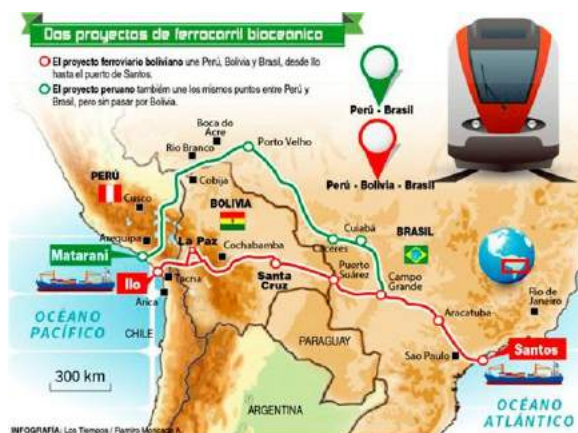 Dos proyectos de ferrocarril bioceánico
El proyecto ferroviario boliviano une Perú, Bolivia y Brasil, desde Ilo
hasta el puerto de Santos.
El proyecto peruano también une los mismos puntos entre Perú y
Brasil, pero sin pasar por Bolivia.
Perú - Brasil
Perú - Bolivia - Brasil
Boca do
Acre
Río Branco
Porto Velho
PERÚ
Cobija
Cusco
BOLIVIA
BRASIL
Cuiabá
Cáceres
Arequipa
La Paz
Cochabamba
Matarani
Santa
Cruz
Puerto
Suárez
Campo
Grande
Ilo
Tacna
Arica
Río de
Janeiro
Aracatuba
OCÉANO
PACÍFICO
CHILE
PARAGUAY
Sao Paulo
Santos
300 km
ARGENTINA
OCÉANO
ATLÁNTICO
INFOGRAFÍA: Los Tiempos / Ramiro